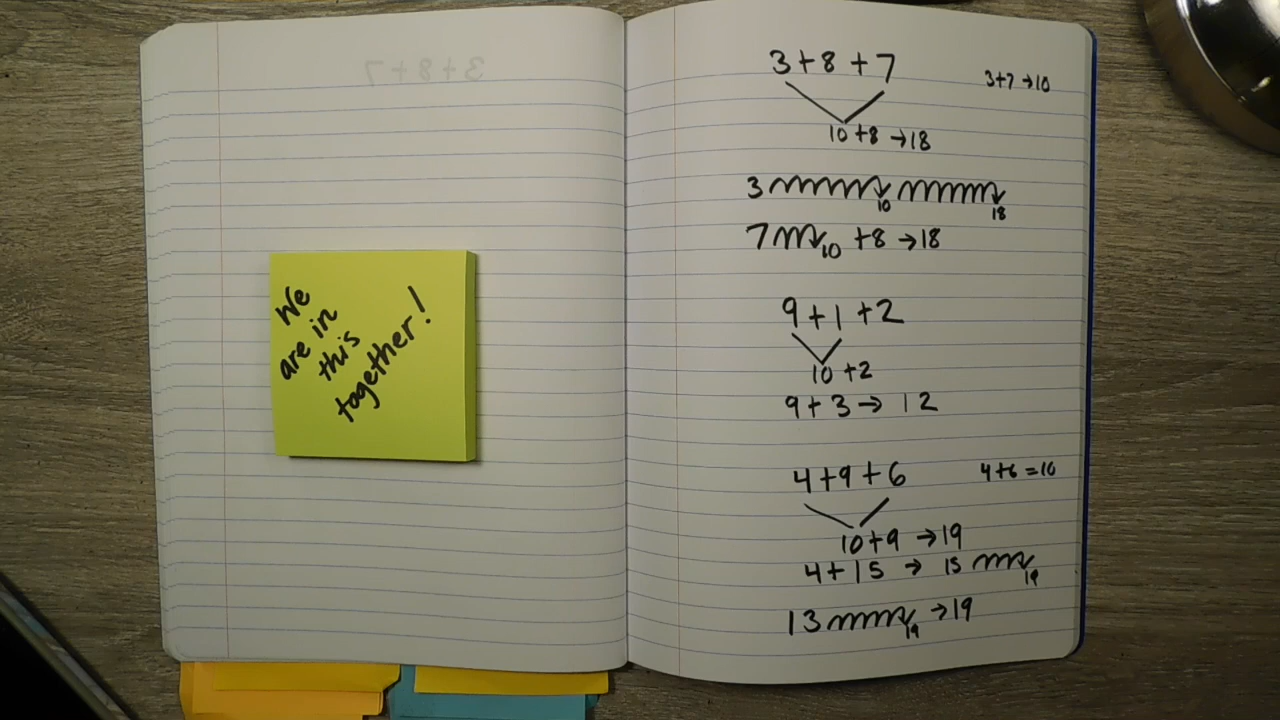 We
are in
this
together!
3+8+7
3+7→10
10+8→18
3 10 18
7 10 +8→18
9+1+2
10+2
9+3→12
4+9+6
4+6=10
10+9→19
4+15→ 15 19
13 19→19